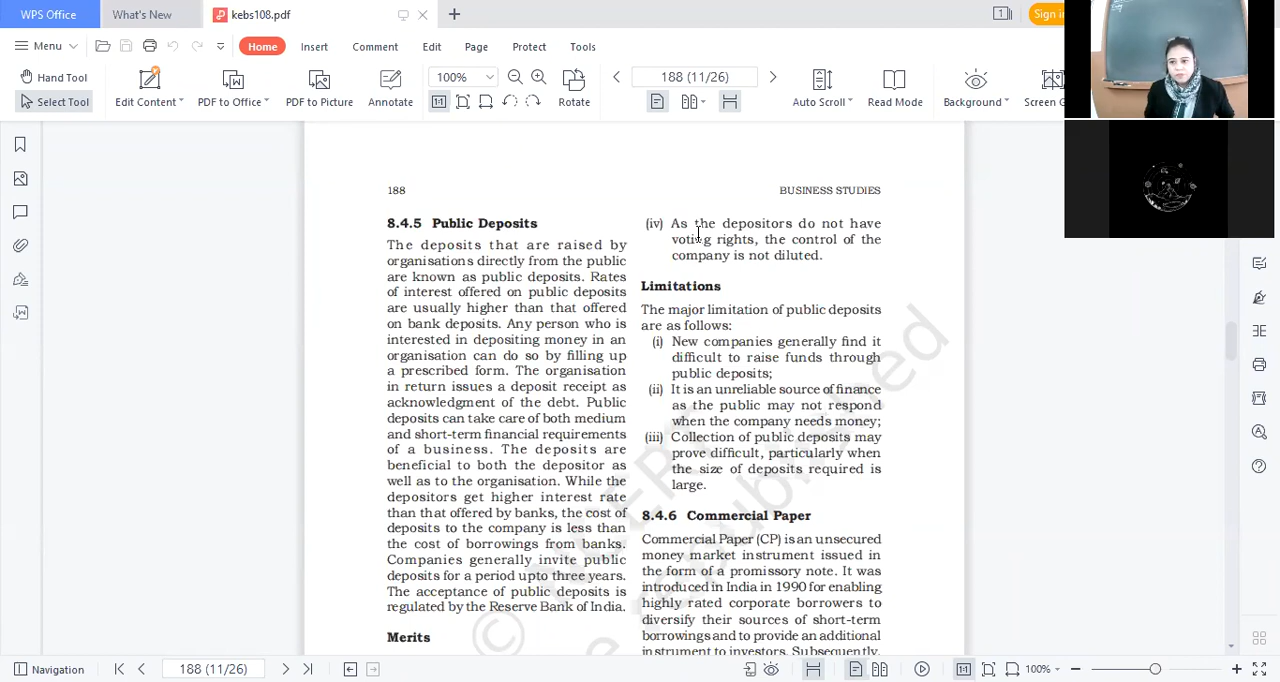 WPS Office
What's New
kebs108.pdf
1
Sign in
Menu
Home
Insert
Comment
Edit
Page
Protect
Tools
Hand Tool
Select Tool
Edit Content
PDF to Office
PDF to Picture
Annotate
100%
1:1
Rotate
188 (11/26)
Auto Scroll
Read Mode
Background
Screen G
188
BUSINESS STUDIES
8.4.5 Public Deposits
The deposits that are raised by
organisations directly from the public
are known as public deposits. Rates
of interest offered on public deposits
are usually higher than that offered
on bank deposits. Any person who is
interested in depositing money in an
organisation can do so by filling up
a prescribed form. The organisation
in return issues a deposit receipt as
acknowledgment of the debt. Public
deposits can take care of both medium
and short-term financial requirements
of a business. The deposits are
beneficial to both the depositor as
well as to the organisation. While the
depositors get higher interest rate
than that offered by banks, the cost of
deposits to the company is less than
the cost of borrowings from banks.
Companies generally invite public
deposits for a period upto three years.
The acceptance of public deposits is
regulated by the Reserve Bank of India.
Merits
(iv) As the depositors do not have
voting rights, the control of the
company is not diluted.
Limitations
The major limitation of public deposits
are as follows:
(i) New companies generally find it
difficult to raise funds through
public deposits;
(ii) It is an unreliable source of finance
as the public may not respond
when the company needs money;
(iii) Collection of public deposits may
prove difficult, particularly when
the size of deposits required is
large.
8.4.6 Commercial Paper
Commercial Paper (CP) is an unsecured
money market instrument issued in
the form of a promissory note. It was
introduced in India in 1990 for enabling
highly rated corporate borrowers to
diversify their sources of short-term
borrowings and to provide an additional
instrument to investors. Subsequently,
© NCERT
be republished
Navigation
188 (11/26)
1:1
100%